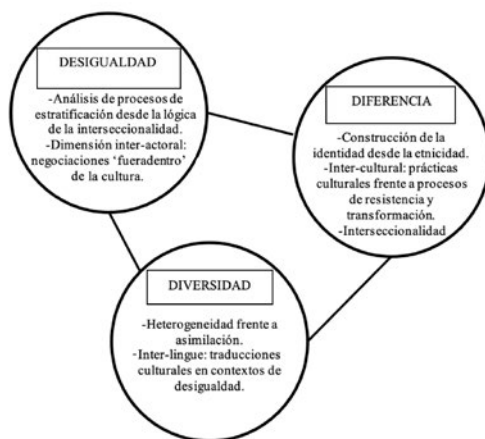 DESIGUALDAD
-Análisis de procesos de
estratificación desde la lógica
de la interseccionalidad.
-Dimensión inter-actoral:
negociaciones ‘fueradentro’
de la cultura.
DIFERENCIA
-Construcción de la
identidad desde la etnicidad.
-Inter-cultural: prácticas
culturales frente a procesos
de resistencia y
transformación.
-Interseccionalidad
DIVERSIDAD
-Heterogeneidad frente a
asimilación.
-Inter-lingue: traducciones
culturales en contextos de
desigualdad.